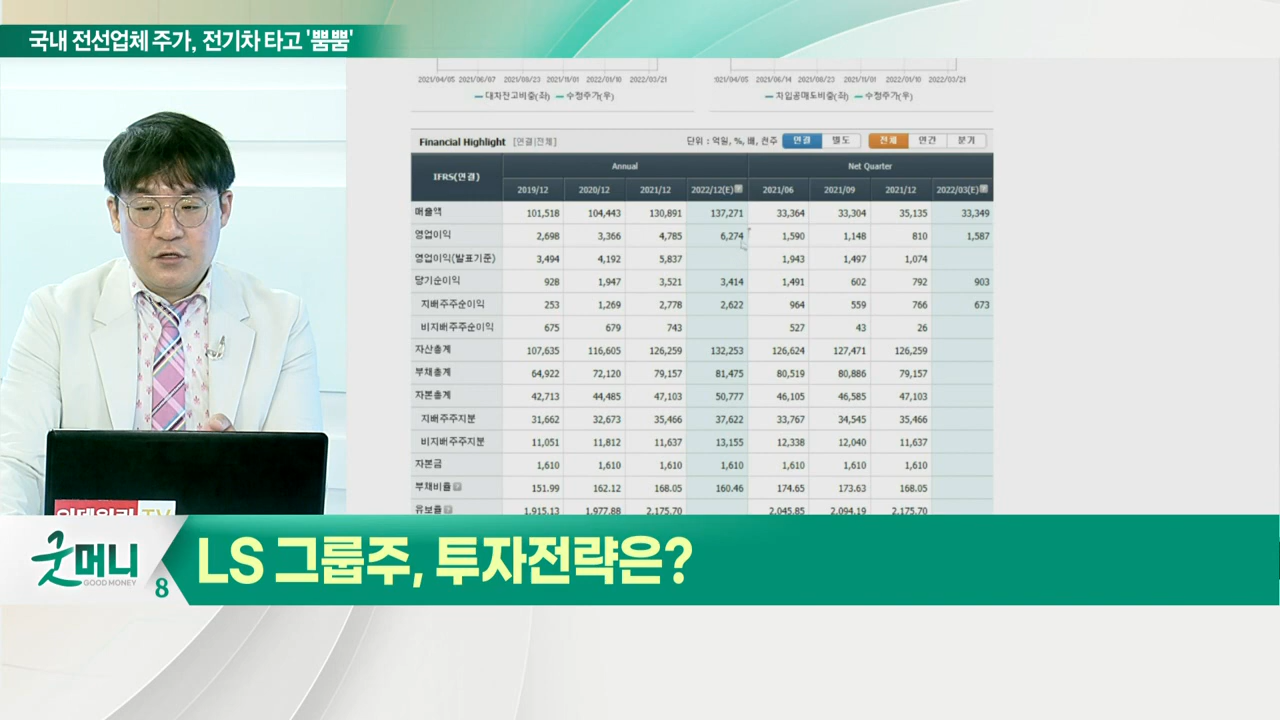 국내 전선업체 주가, 전기차 타고 '뿜뿜'
2021/04/05 2021/06/07 2021/08/23 2021/11/01 2022/01/10 2022/03/21
2021/04/05 2021/06/14 2021/08/23 2021/11/01 2022/01/10 2022/03/21
대차잔고비중(좌) 수정주가(우)
차입공매도비중(좌) 수정주가(우)
Financial Highlight [연결|전체] 단위 : 억원, %, 배, 천주 연결 별도 전체 연간 분기
IFRS(연결) Annual Net Quarter
2019/12 2020/12 2021/12 2022/12(E) 2021/06 2021/09 2021/12 2022/03(E)
매출액 101,518 104,443 130,891 137,271 33,364 33,304 35,135 33,349
영업이익 2,698 3,366 4,785 6,274 1,590 1,148 810 1,587
영업이익(발표기준) 3,494 4,192 5,837 1,943 1,497 1,074
당기순이익 928 1,947 3,521 3,414 1,491 602 792 903
지배주주순이익 253 1,269 2,778 2,622 964 559 766 673
비지배주주순이익 675 679 743 527 43 26
자산총계 107,635 116,605 126,259 132,253 126,624 127,471 126,259
부채총계 64,922 72,120 79,157 81,475 80,519 80,886 79,157
자본총계 42,713 44,485 47,103 50,777 46,105 46,585 47,103
지배주주지분 31,662 32,673 35,466 37,622 33,767 34,545 35,466
비지배주주지분 11,051 11,812 11,637 13,155 12,338 12,040 11,637
자본금 1,610 1,610 1,610 1,610 1,610 1,610 1,610
부채비율 151.99 162.12 168.05 160.46 174.65 173.63 168.05
유보율 1,915.13 1,977.88 2,175.70 2,045.85 2,094.19 2,175.70
이데일리 TV
굿머니
GOOD MONEY
8
LS 그룹주, 투자전략은?